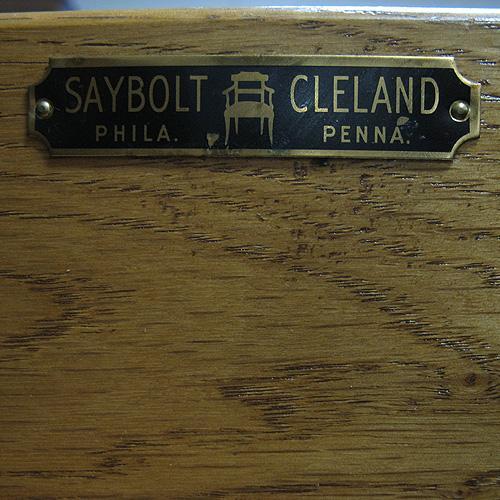 SAYBOLT CLELAND
PHILA. PENNA.